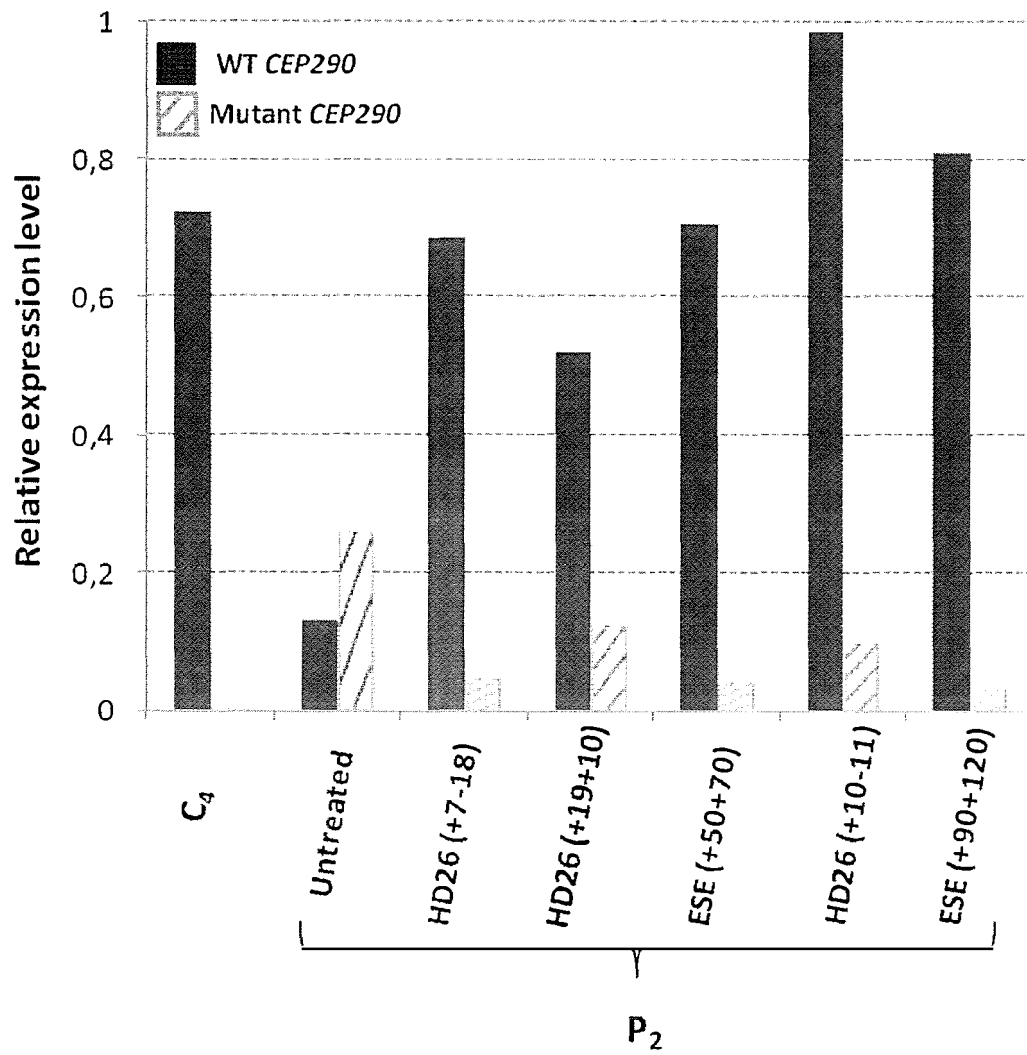 WT CEP290
Mutant CEP290
Relative expression level
1
0,8
0,6
0,4
0,2
0
C4
Untreated
HD26 (+7-18)
HD26 (+19+10)
ESE (+50+70)
HD26 (+10-11)
ESE (+90+120)
P2